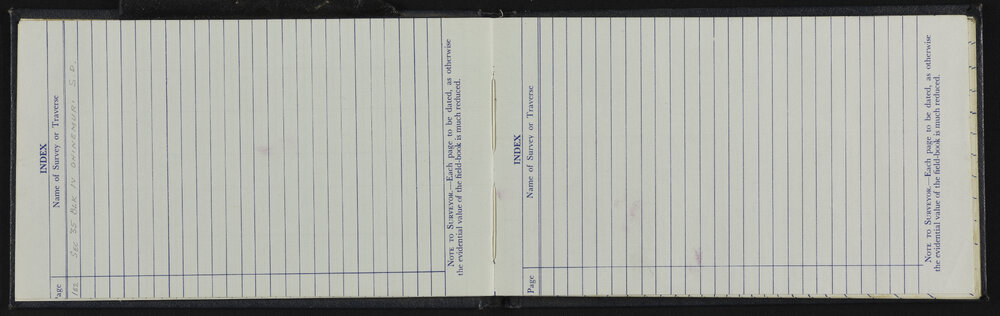 INDEX
Page Name of Survey or Traverse
1&2 SEC 35 BLK IV OHINEMURI S.D.
NOTE TO SURVEYOR.—Each page to be dated, as otherwise
the evidential value of the field-book is much reduced.
INDEX
Page Name of Survey or Traverse
NOTE TO SURVEYOR.—Each page to be dated, as otherwise
the evidential value of the field-book is much reduced.